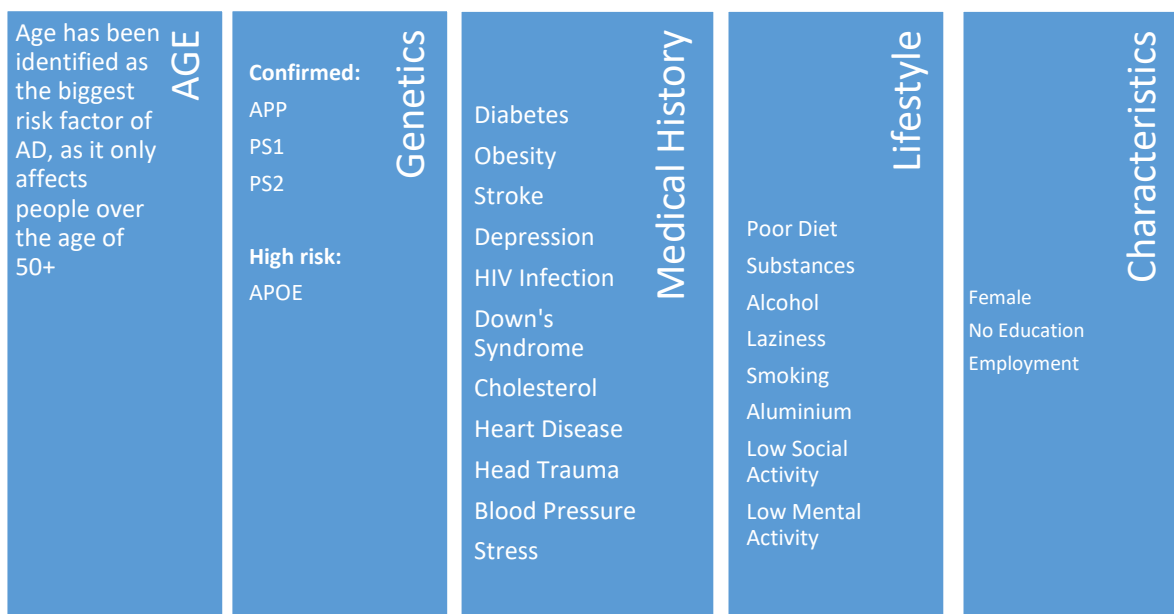 AGE
Age has been
identified as
the biggest
risk factor of
AD, as it only
affects
people over
the age of
50+
Genetics
Confirmed:
APP
PS1
PS2
High risk:
APOE
Medical History
Diabetes
Obesity
Stroke
Depression
HIV Infection
Down's
Syndrome
Cholesterol
Heart Disease
Head Trauma
Blood Pressure
Stress
Lifestyle
Poor Diet
Substances
Alcohol
Laziness
Smoking
Aluminium
Low Social
Activity
Low Mental
Activity
Characteristics
Female
No Education
Employment